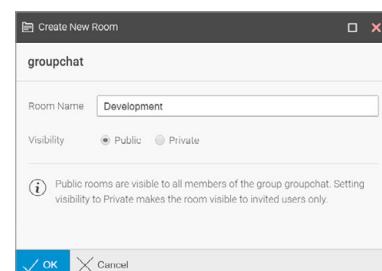 Create New Room
groupchat
Room Name Development
Visibility Public Private
Public rooms are visible to all members of the group groupchat. Setting
visibility to Private makes the room visible to invited users only.
OK Cancel